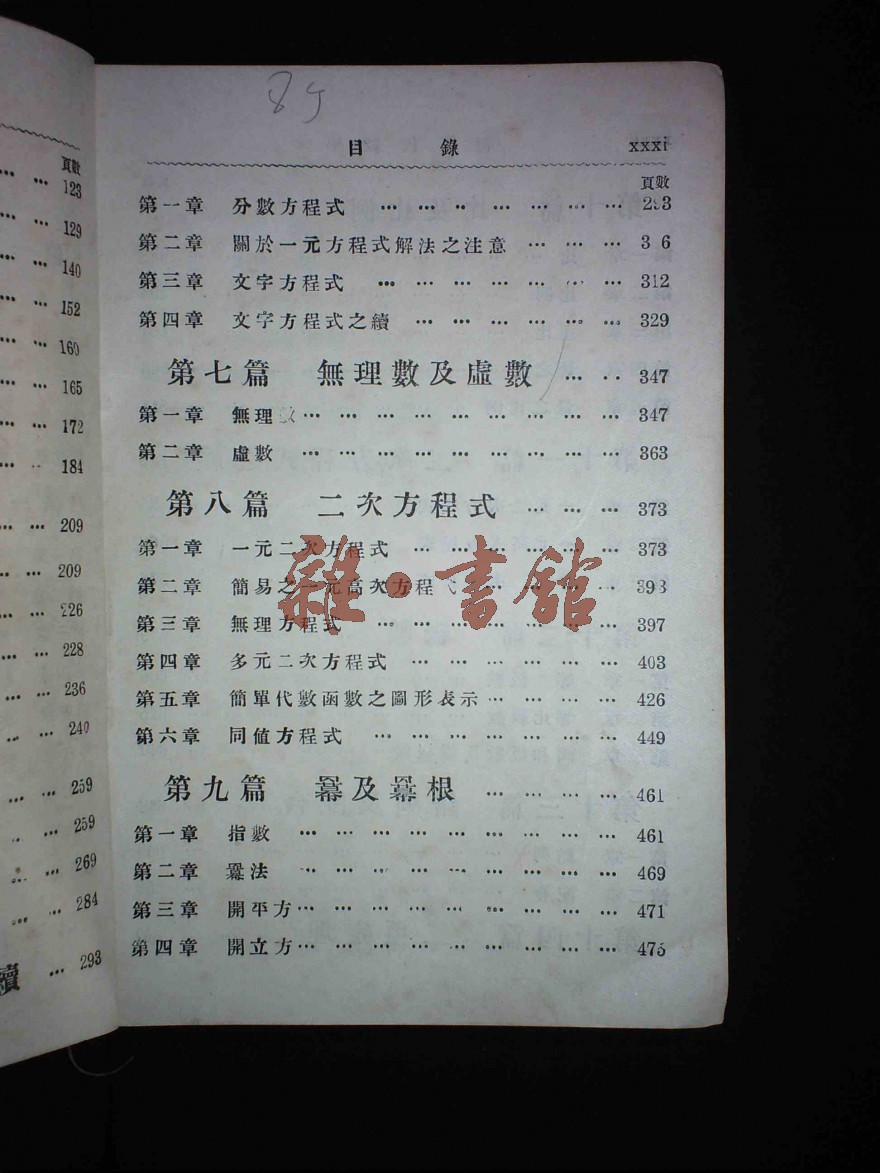 頁數
123
129
140
152
160
165
172
184
209
209
226
228
236
240
259
259
269
284
續 … 293
89
目 錄 xxxi
頁數
第一章 分數方程式 … … … … … … … 293
第二章 關於一元方程式解法之注意 … … … 3 6
第三章 文字方程式 … … … … … … … 312
第四章 文字方程式之續 … … … … … … 329
第七篇 無理數及虛數 … … 347
第一章 無理 … … … … … … … … … 347
第二章 虛數 … … … … … … … … … 363
第八篇 二次方程式 … … … 373
第一章 一元二次方程式 … … … … … … 373
第二章 簡易之一元高次方程式 … … … … 393
第三章 無理方程式 … … … … … … … 397
第四章 多元二次方程式 … … … … … … 403
第五章 簡單代數函數之圖形表示 … … … … 426
第六章 同值方程式 … … … … … … … 449
第九篇 冪及冪根 … … … … 461
第一章 指數 … … … … … … … … … 461
第二章 冪法 … … … … … … … … … 469
第三章 開平方 … … … … … … … … … 471
第四章 開立方 … … … … … … … … … 475
雜·書館